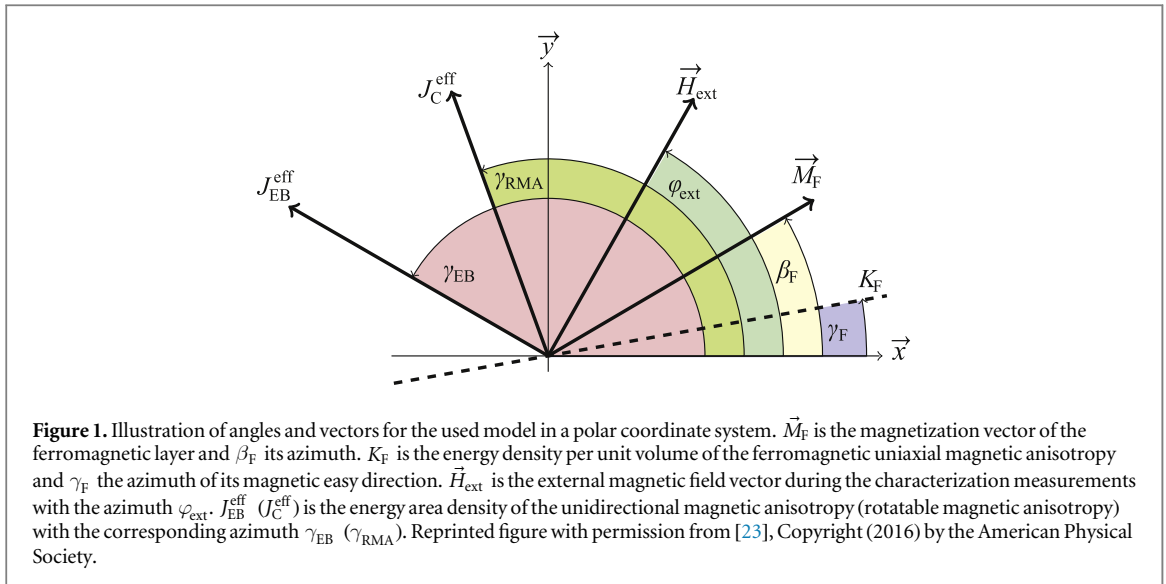 y⃗
J_C^eff
H⃗_ext
J_EB^eff
γ_RMA
φ_ext
M⃗_F
γ_EB
β_F
K_F
γ_F
x⃗
Figure 1. Illustration of angles and vectors for the used model in a polar coordinate system. M⃗_F is the magnetization vector of the
ferromagnetic layer and β_F its azimuth. K_F is the energy density per unit volume of the ferromagnetic uniaxial magnetic anisotropy
and γ_F the azimuth of its magnetic easy direction. H⃗_ext is the external magnetic field vector during the characterization measurements
with the azimuth φ_ext. J_EB^eff (J_C^eff) is the energy area density of the unidirectional magnetic anisotropy (rotatable magnetic anisotropy)
with the corresponding azimuth γ_EB (γ_RMA). Reprinted figure with permission from [23], Copyright (2016) by the American Physical
Society.